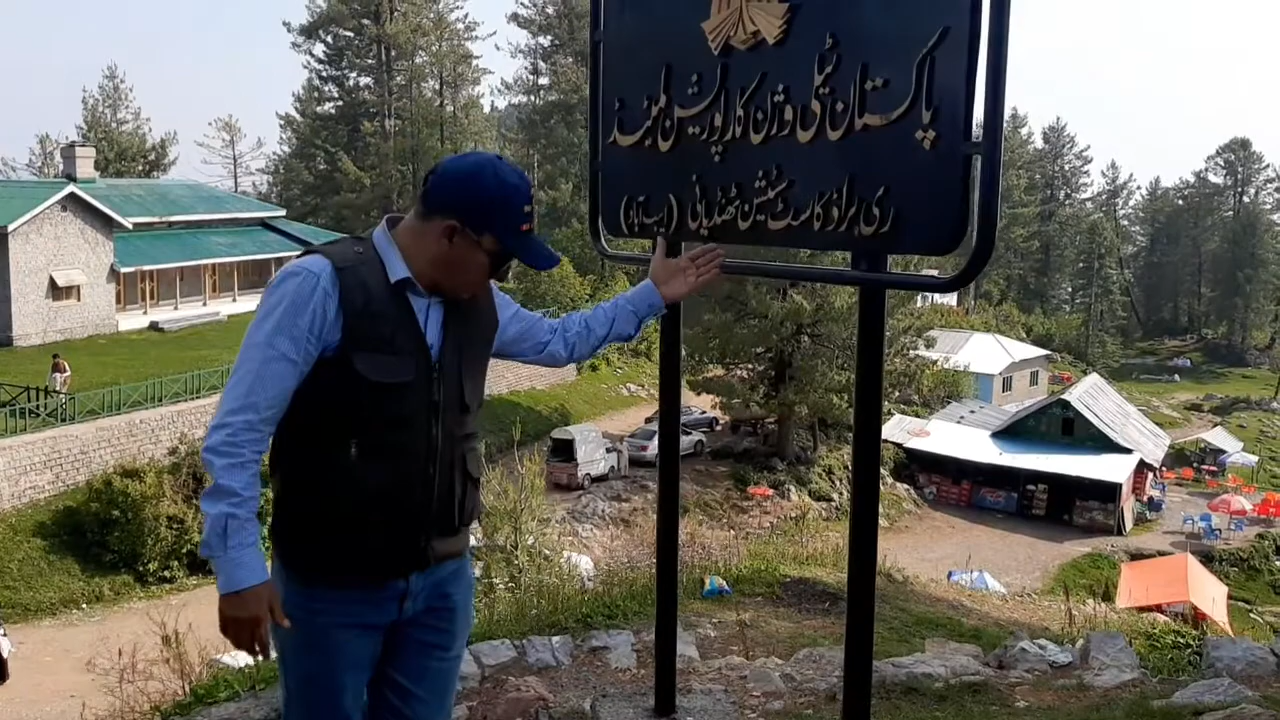 پاکستان ٹیلی وژن کارپوریشن لمیٹڈ
ری براڈ کاسٹ سٹیشن ٹھنڈیانی (ایبٹ آباد)